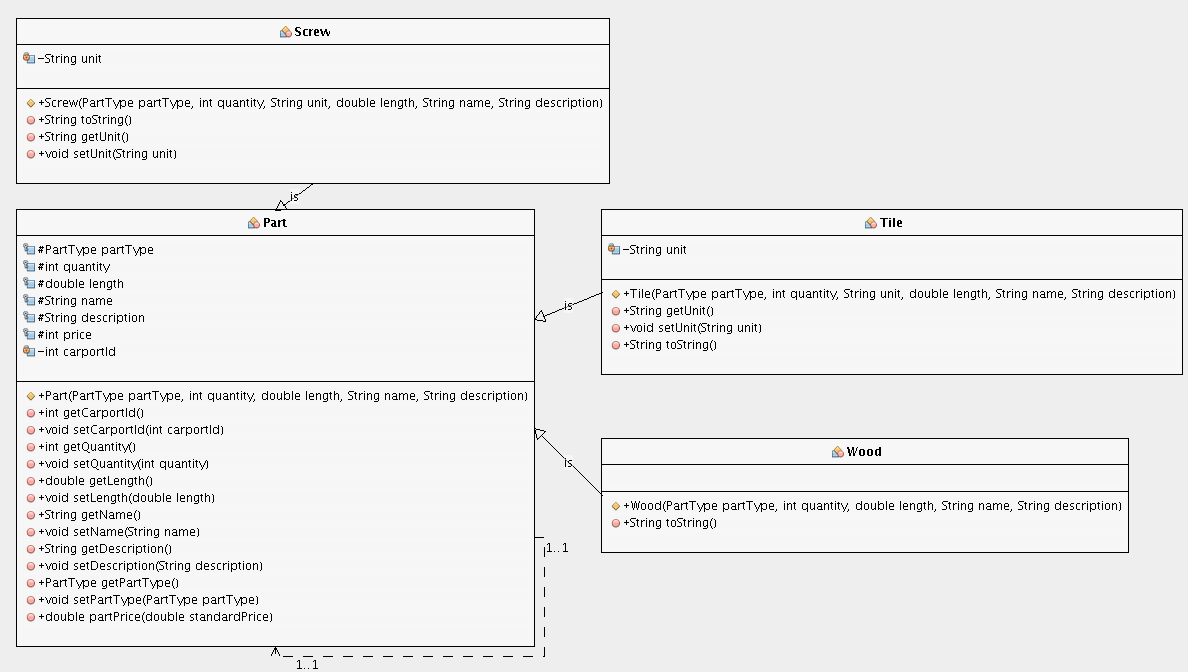 Screw
−String unit
+Screw(PartType partType, int quantity, String unit, double length, String name, String description)
+String toString()
+String getUnit()
+void setUnit(String unit)
is
Part
#PartType partType
#int quantity
#double length
#String name
#String description
#int price
−int carportId
+Part(PartType partType, int quantity, double length, String name, String description)
+int getCarportId()
+void setCarportId(int carportId)
+int getQuantity()
+void setQuantity(int quantity)
+double getLength()
+void setLength(double length)
+String getName()
+void setName(String name)
+String getDescription()
+void setDescription(String description)
+PartType getPartType()
+void setPartType(PartType partType)
+double partPrice(double standardPrice)
1..1
1..1
is
Tile
−String unit
+Tile(PartType partType, int quantity, String unit, double length, String name, String description)
+String getUnit()
+void setUnit(String unit)
+String toString()
is
Wood
+Wood(PartType partType, int quantity, double length, String name, String description)
+String toString()